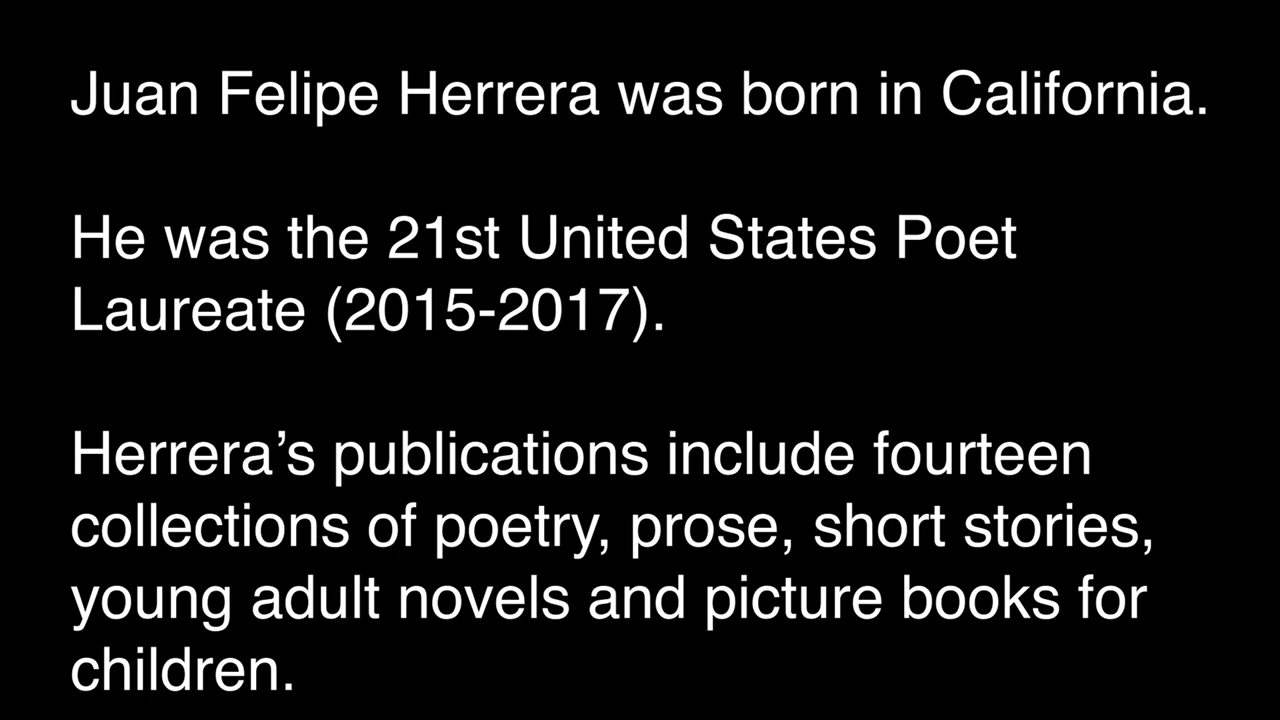 Juan Felipe Herrera was born in California.
He was the 21st United States Poet
Laureate (2015-2017).
Herrera’s publications include fourteen
collections of poetry, prose, short stories,
young adult novels and picture books for
children.